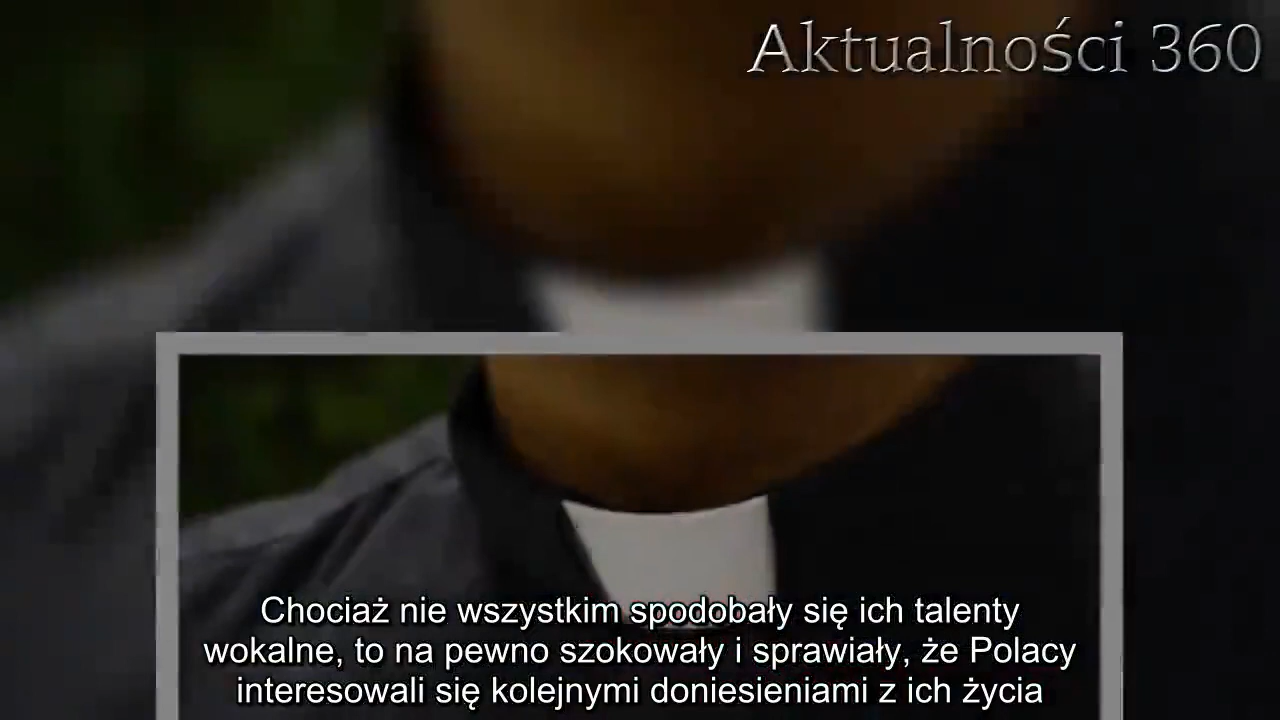 Aktualności 360
Chociaż nie wszystkim spodobały się ich talenty
wokalne, to na pewno szokowały i sprawiały, że Polacy
interesowali się kolejnymi doniesieniami z ich życia